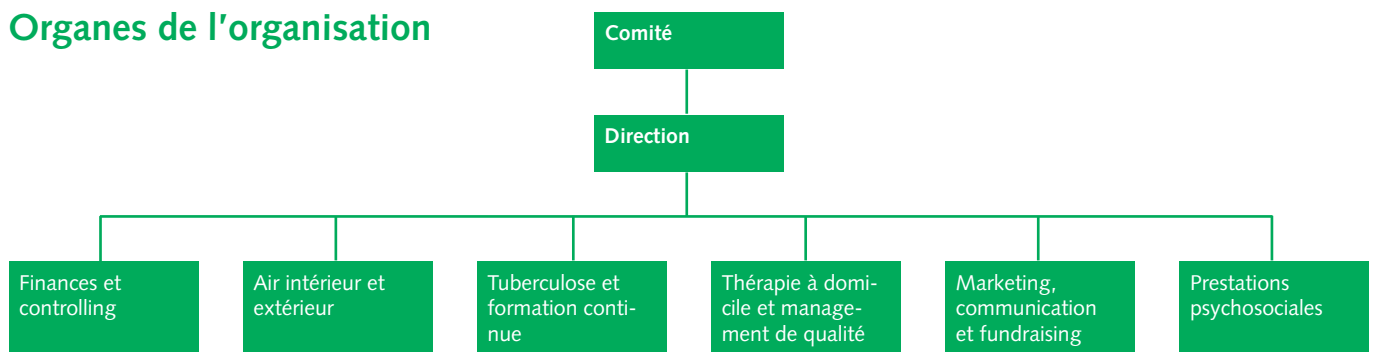 Organes de l’organisation
Comité
Direction
Finances et
controlling
Air intérieur et
extérieur
Tuberculose et
formation conti-
nue
Thérapie à domi-
cile et manage-
ment de qualité
Marketing,
communication
et fundraising
Prestations
psychosociales